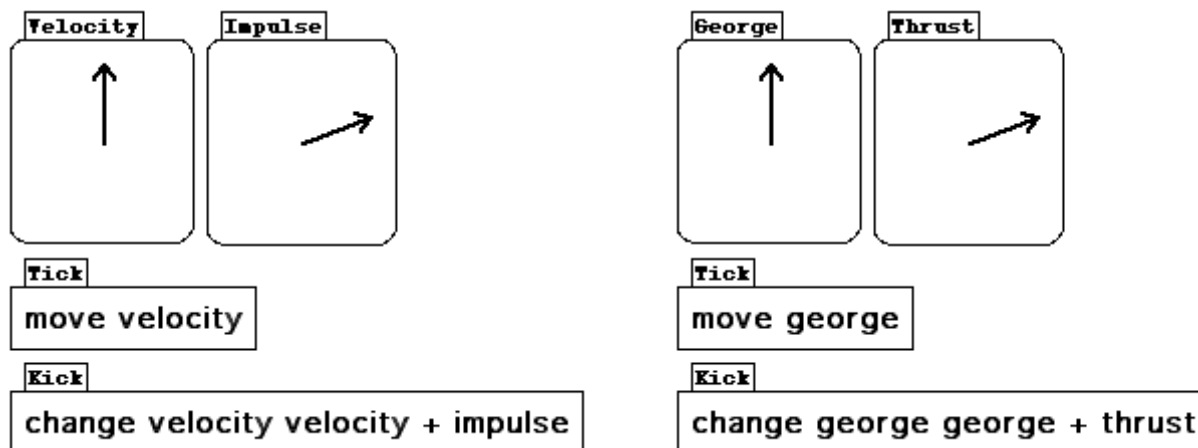 Velocity Impulse
Tick
move velocity
Kick
change velocity velocity + impulse
George Thrust
Tick
move george
Kick
change george george + thrust